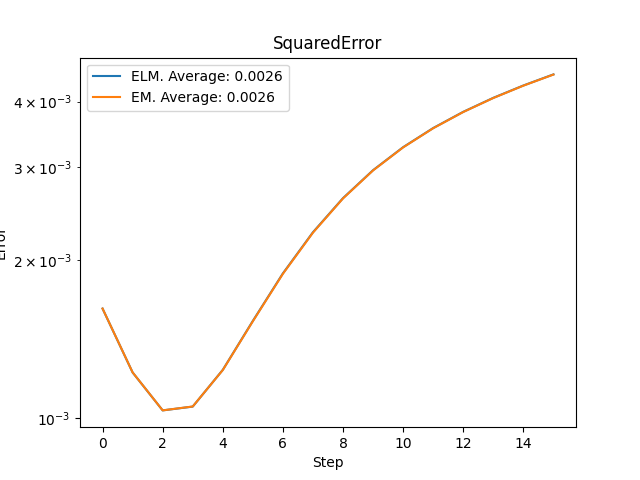 SquaredError
ELM. Average: 0.0026
EM. Average: 0.0026
4 × 10⁻³
3 × 10⁻³
2 × 10⁻³
10⁻³
Error
0 2 4 6 8 10 12 14
Step